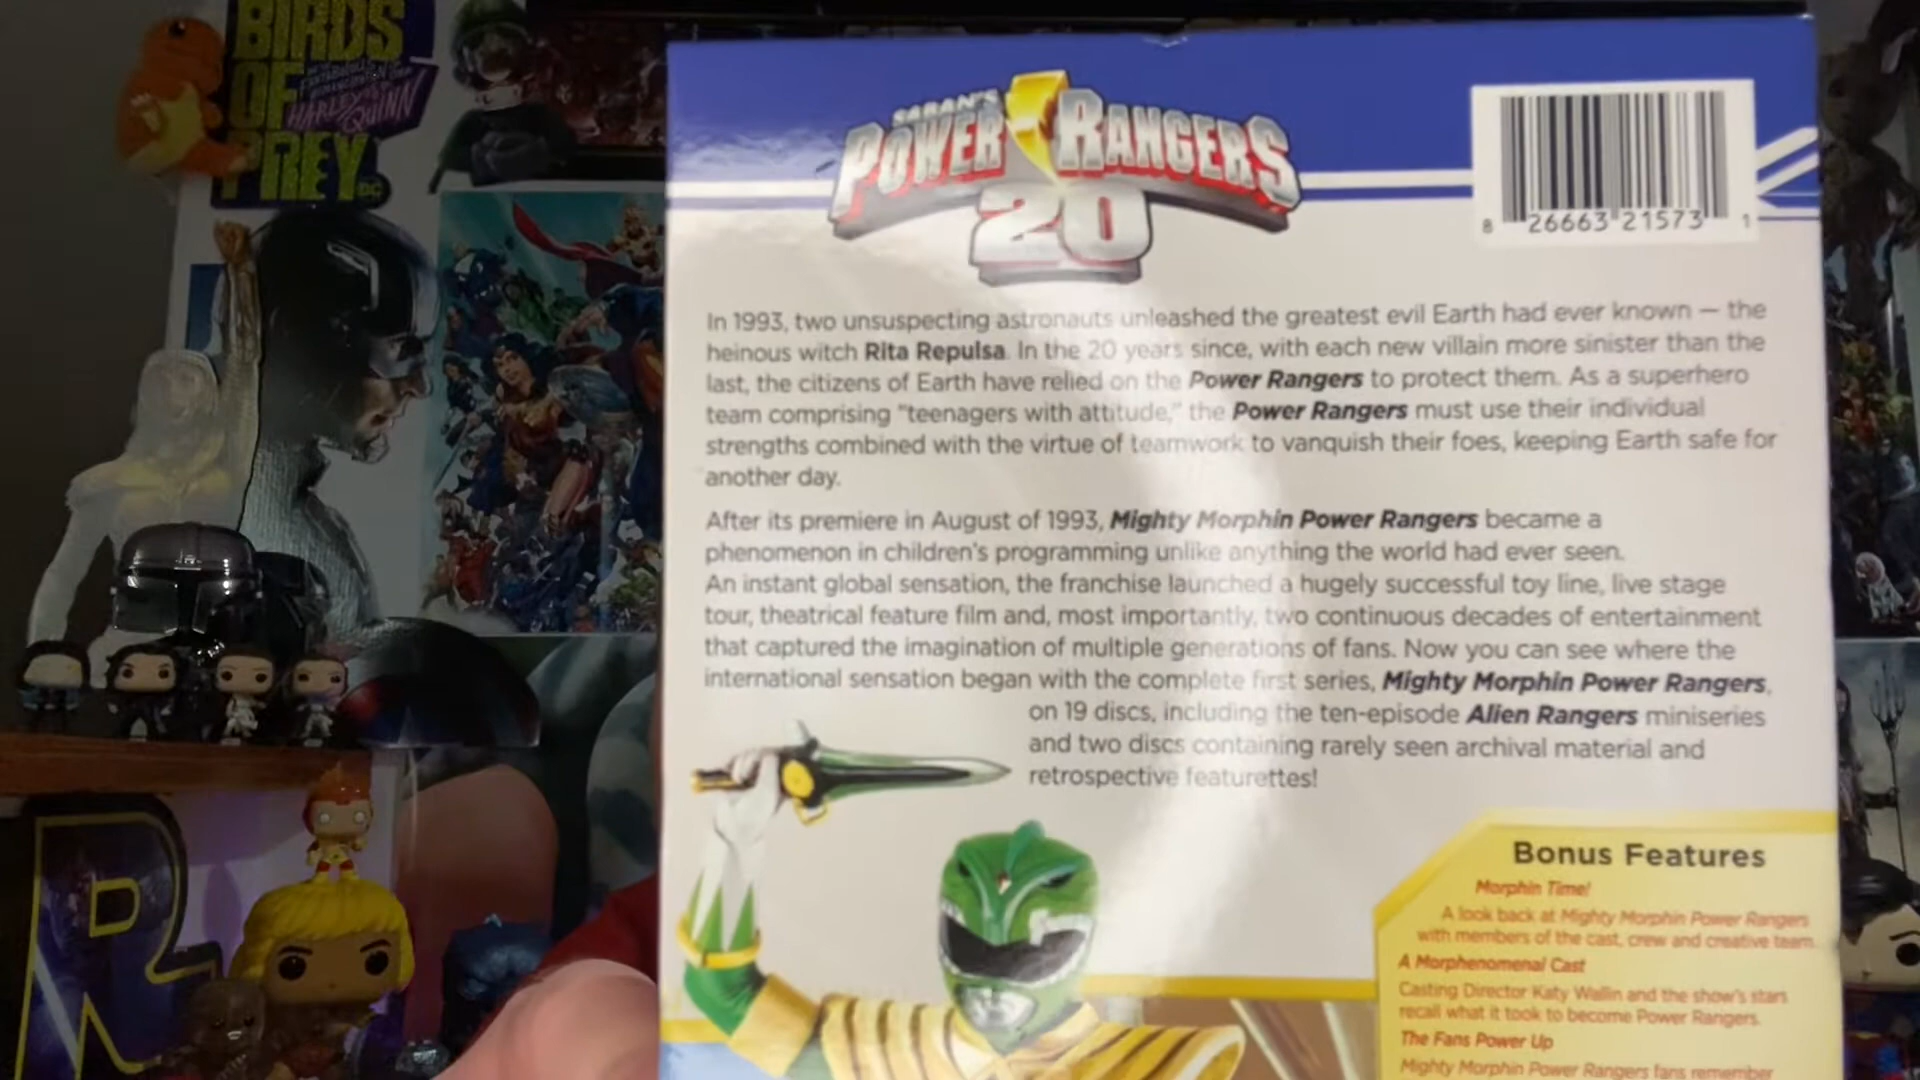 BIRDS
OF
PREY
HARLEY QUINN
DC
SABAN'S
POWER RANGERS
20
8 26663 21573 1
In 1993, two unsuspecting astronauts unleashed the greatest evil Earth had ever known — the
heinous witch Rita Repulsa. In the 20 years since, with each new villain more sinister than the
last, the citizens of Earth have relied on the Power Rangers to protect them. As a superhero
team comprising "teenagers with attitude," the Power Rangers must use their individual
strengths combined with the virtue of teamwork to vanquish their foes, keeping Earth safe for
another day.
After its premiere in August of 1993, Mighty Morphin Power Rangers became a
phenomenon in children's programming unlike anything the world had ever seen.
An instant global sensation, the franchise launched a hugely successful toy line, live stage
tour, theatrical feature film and, most importantly, two continuous decades of entertainment
that captured the imagination of multiple generations of fans. Now you can see where the
international sensation began with the complete first series, Mighty Morphin Power Rangers,
on 19 discs, including the ten-episode Alien Rangers miniseries
and two discs containing rarely seen archival material and
retrospective featurettes!
Bonus Features
Morphin Time!
A look back at Mighty Morphin Power Rangers
with members of the cast, crew and creative team.
A Morphenomenal Cast
Casting Director Katy Wallin and the show's stars
recall what it took to become Power Rangers.
The Fans Power Up
Mighty Morphin Power Rangers fans remember
R